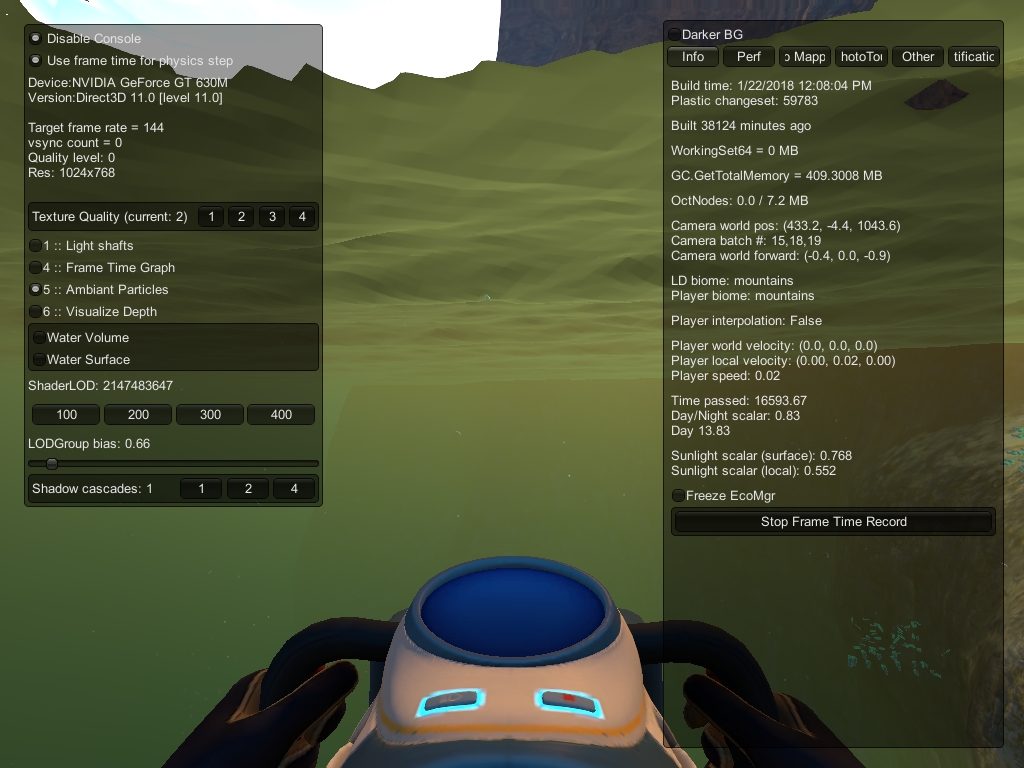 Disable Console
Use frame time for physics step
Device:NVIDIA GeForce GT 630M
Version:Direct3D 11.0 [level 11.0]
Target frame rate = 144
vsync count = 0
Quality level: 0
Res: 1024x768
Texture Quality (current: 2) 1 2 3 4
1 :: Light shafts
4 :: Frame Time Graph
5 :: Ambiant Particles
6 :: Visualize Depth
Water Volume
Water Surface
ShaderLOD: 2147483647
100 200 300 400
LODGroup bias: 0.66
Shadow cascades: 1 1 2 4
Darker BG
Info Perf o Mapp hotoToi Other tificatic
Build time: 1/22/2018 12:08:04 PM
Plastic changeset: 59783
Built 38124 minutes ago
WorkingSet64 = 0 MB
GC.GetTotalMemory = 409.3008 MB
OctNodes: 0.0 / 7.2 MB
Camera world pos: (433.2, -4.4, 1043.6)
Camera batch #: 15,18,19
Camera world forward: (-0.4, 0.0, -0.9)
LD biome: mountains
Player biome: mountains
Player interpolation: False
Player world velocity: (0.0, 0.0, 0.0)
Player local velocity: (0.00, 0.02, 0.00)
Player speed: 0.02
Time passed: 16593.67
Day/Night scalar: 0.83
Day 13.83
Sunlight scalar (surface): 0.768
Sunlight scalar (local): 0.552
Freeze EcoMgr
Stop Frame Time Record